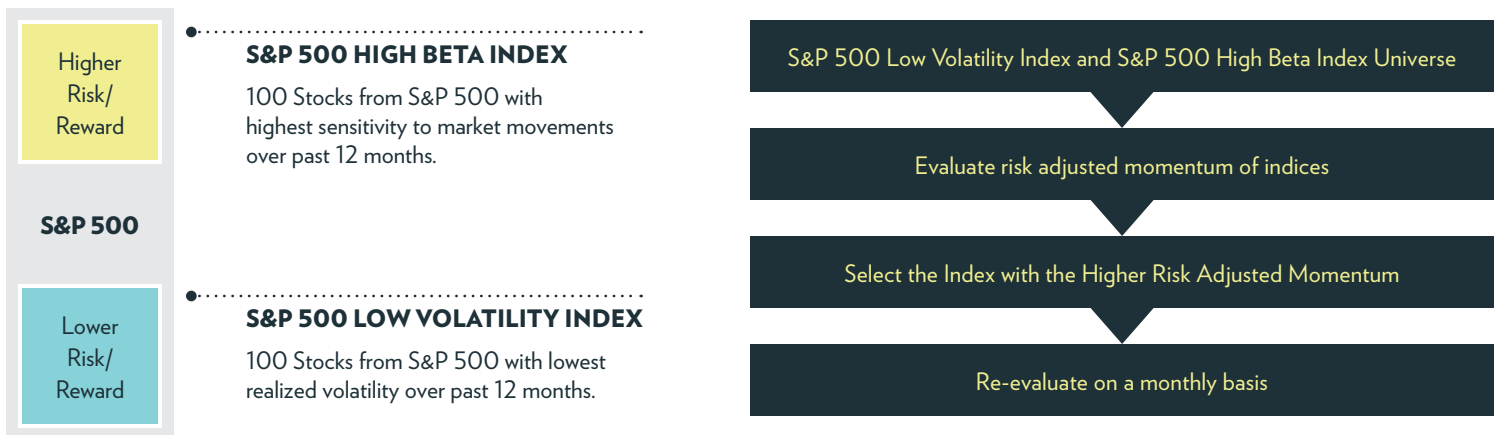 Higher
Risk/
Reward
S&P 500
Lower
Risk/
Reward
S&P 500 HIGH BETA INDEX
100 Stocks from S&P 500 with
highest sensitivity to market movements
over past 12 months.
S&P 500 LOW VOLATILITY INDEX
100 Stocks from S&P 500 with lowest
realized volatility over past 12 months.
S&P 500 Low Volatility Index and S&P 500 High Beta Index Universe
Evaluate risk adjusted momentum of indices
Select the Index with the Higher Risk Adjusted Momentum
Re-evaluate on a monthly basis